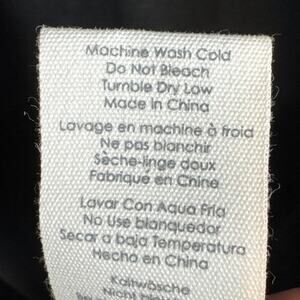 Machine Wash Cold
Do Not Bleach
Tumble Dry Low
Made in China
Lavage en machine à froid
Ne pas blanchir
Sèche-linge doux
Fabriqué en Chine
Lavar Con Aqua Fria
No Use blanquedor
Secar a baja Temperatura
Hecho en China
Kaltwäsche
Nicht